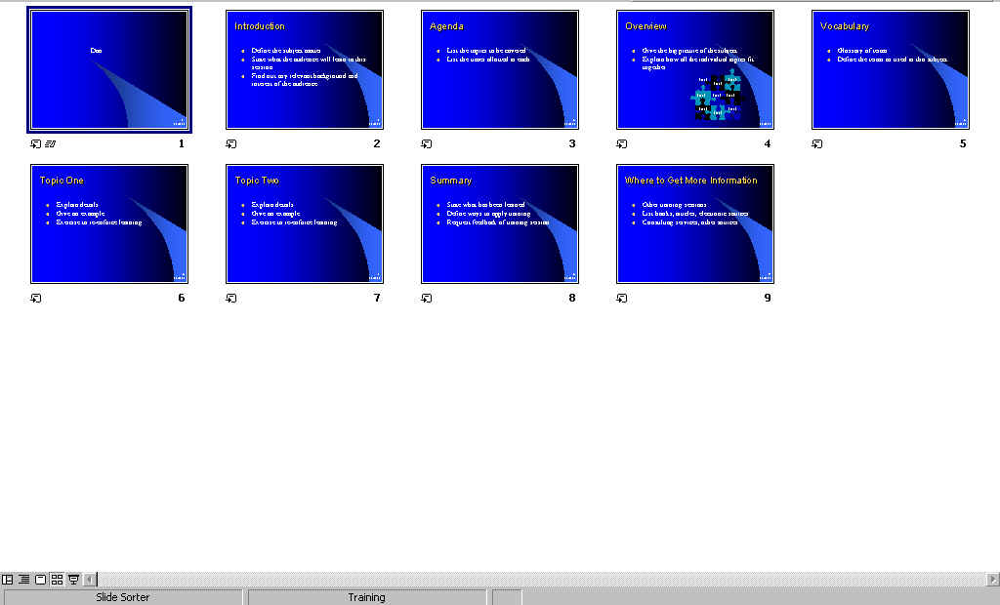 Dan
1
Introduction
Define the subject matter
State what the audience will learn in this
session
Find out any relevant background and
interest of the audience
2
Agenda
List the topics to be covered
List the times allotted to each
3
Overview
Give the big picture of the subject
Explain how all the individual topics fit
together
text text
text
text text
text text
4
Vocabulary
Glossary of terms
Define the terms as used in this subject
5
Topic One
Explain details
Give an example
Exercise to re-enforce learning
6
Topic Two
Explain details
Give an example
Exercise to re-enforce learning
7
Summary
State what has been learned
Define ways to apply training
Request feedback of training session
8
Where to Get More Information
Other training sessions
List books, articles, electronic sources
Consulting services, other sources
9
Slide Sorter
Training